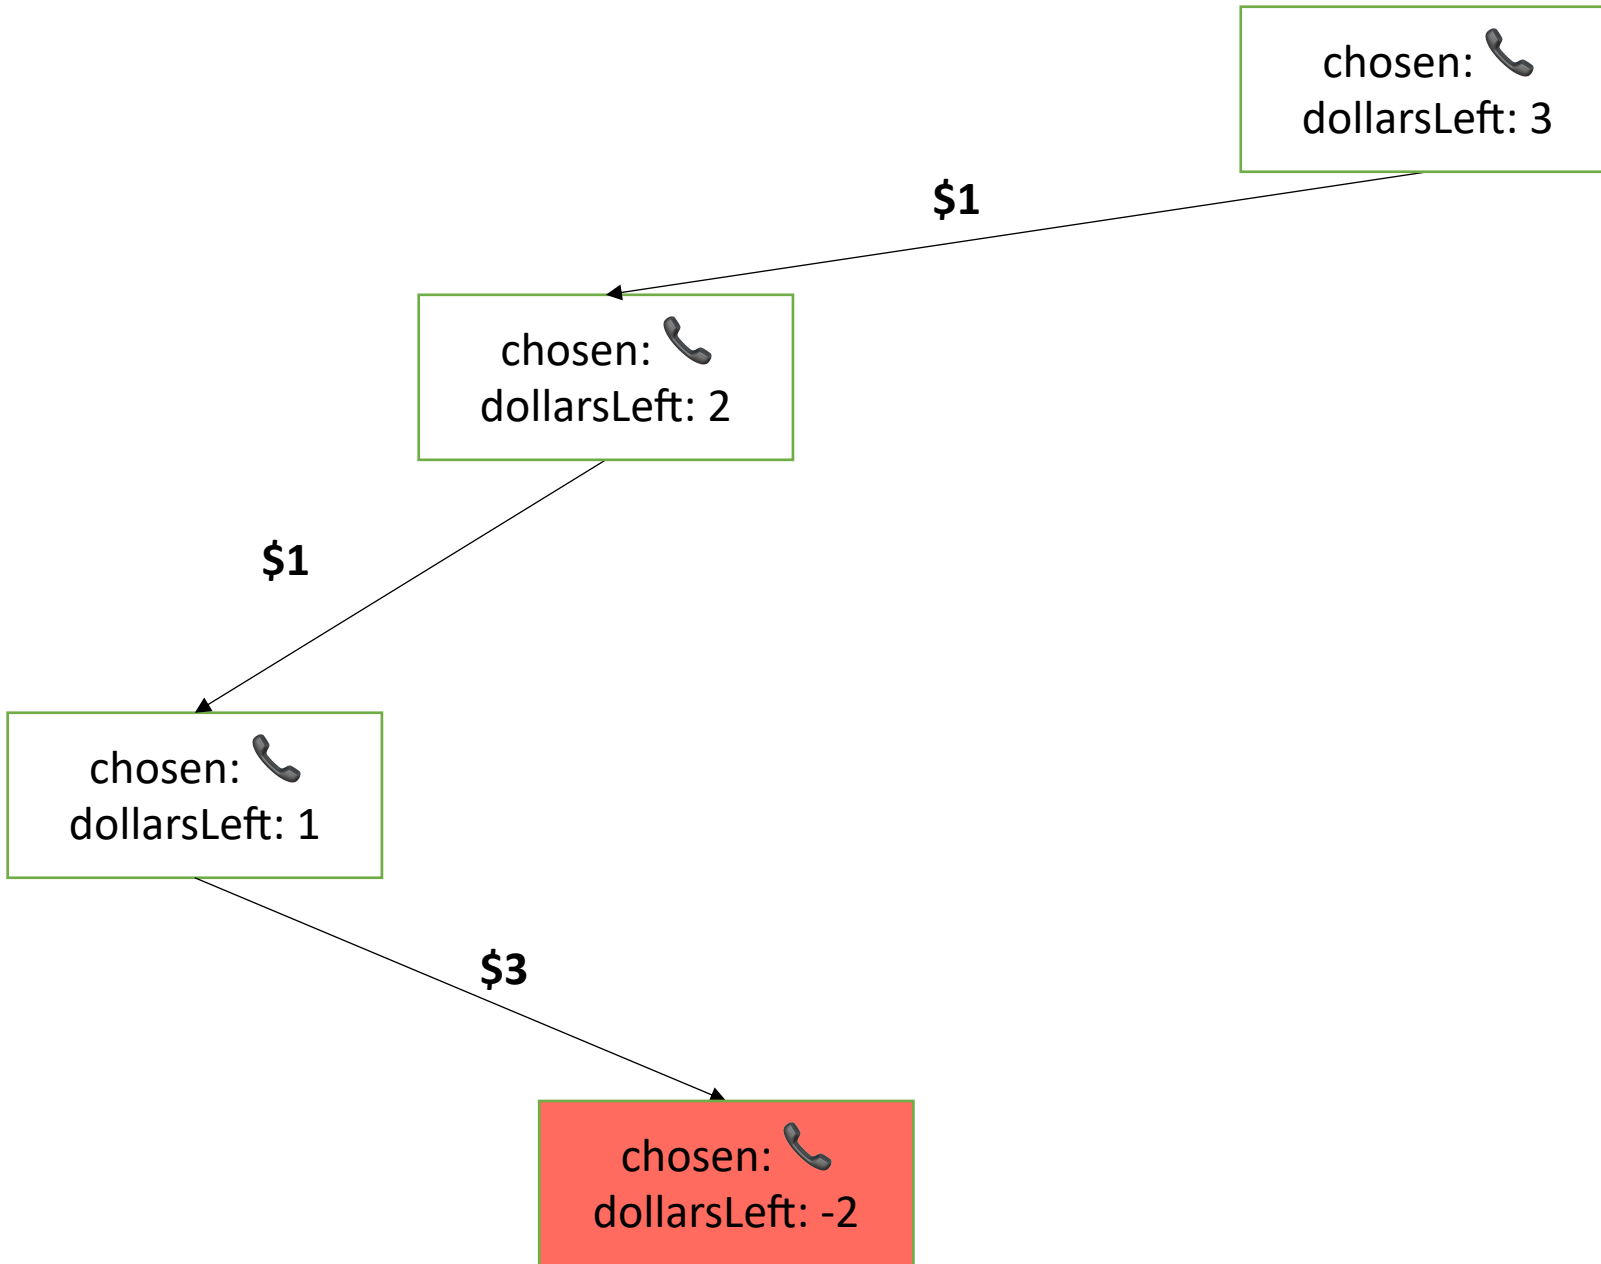 chosen: 📞
dollarsLeft: 3
$1
chosen: 📞
dollarsLeft: 2
$1
chosen: 📞
dollarsLeft: 1
$3
chosen: 📞
dollarsLeft: -2